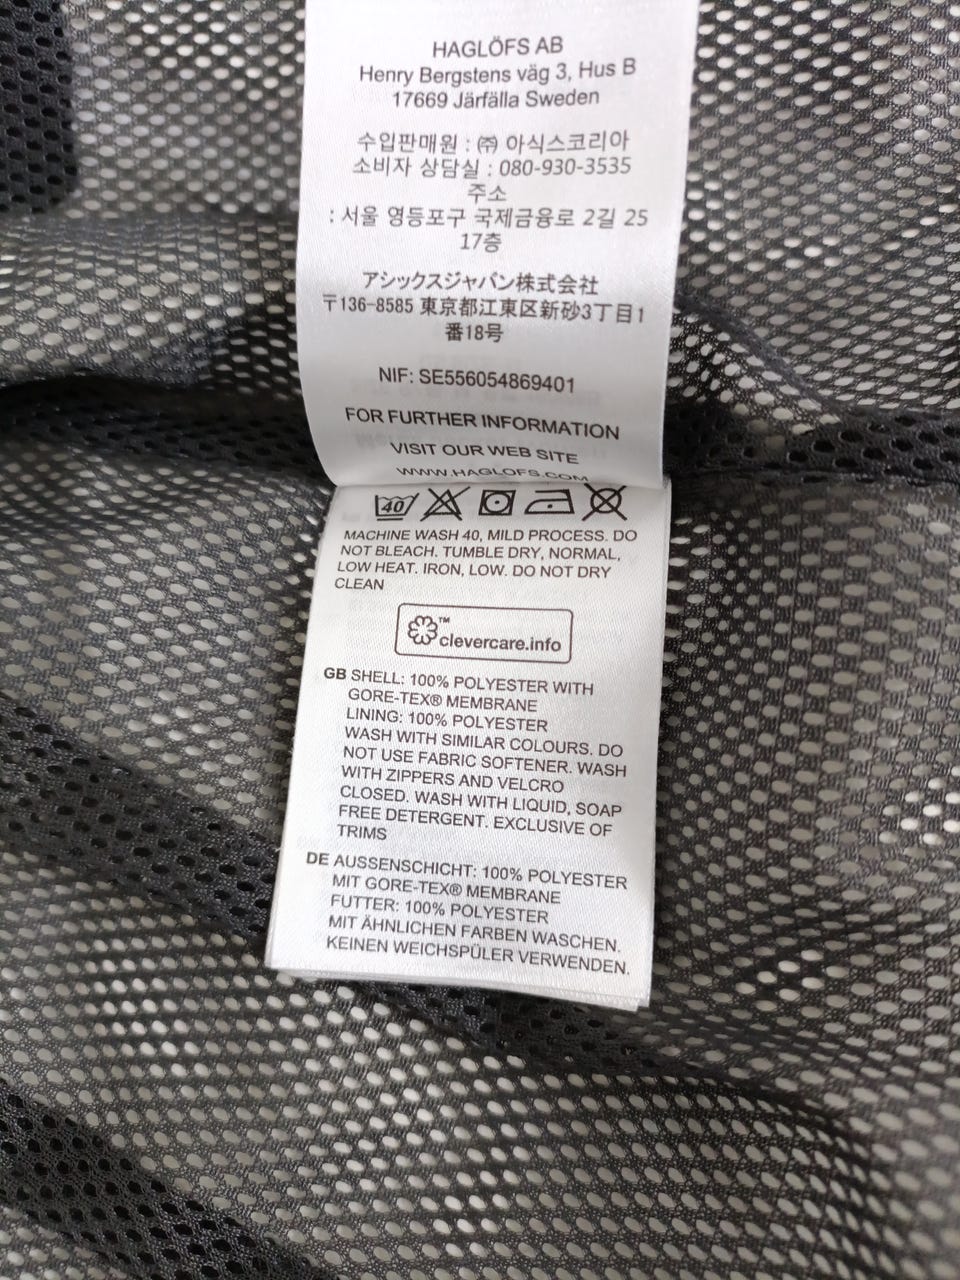 HAGLÖFS AB
Henry Bergstens väg 3, Hus B
17669 Järfälla Sweden
수입판매원 : ㈜ 아식스코리아
소비자 상담실 : 080-930-3535
주소
: 서울 영등포구 국제금융로 2길 25
17층
アシックスジャパン株式会社
〒136-8585 東京都江東区新砂3丁目1
番18号
NIF: SE556054869401
FOR FURTHER INFORMATION
VISIT OUR WEB SITE
WWW.HAGLOFS.COM
40
MACHINE WASH 40, MILD PROCESS. DO
NOT BLEACH. TUMBLE DRY, NORMAL,
LOW HEAT. IRON, LOW. DO NOT DRY
CLEAN
™
clevercare.info
GB SHELL: 100% POLYESTER WITH
GORE-TEX® MEMBRANE
LINING: 100% POLYESTER
WASH WITH SIMILAR COLOURS. DO
NOT USE FABRIC SOFTENER. WASH
WITH ZIPPERS AND VELCRO
CLOSED. WASH WITH LIQUID, SOAP
FREE DETERGENT. EXCLUSIVE OF
TRIMS
DE AUSSENSCHICHT: 100% POLYESTER
MIT GORE-TEX® MEMBRANE
FUTTER: 100% POLYESTER
MIT ÄHNLICHEN FARBEN WASCHEN.
KEINEN WEICHSPÜLER VERWENDEN.